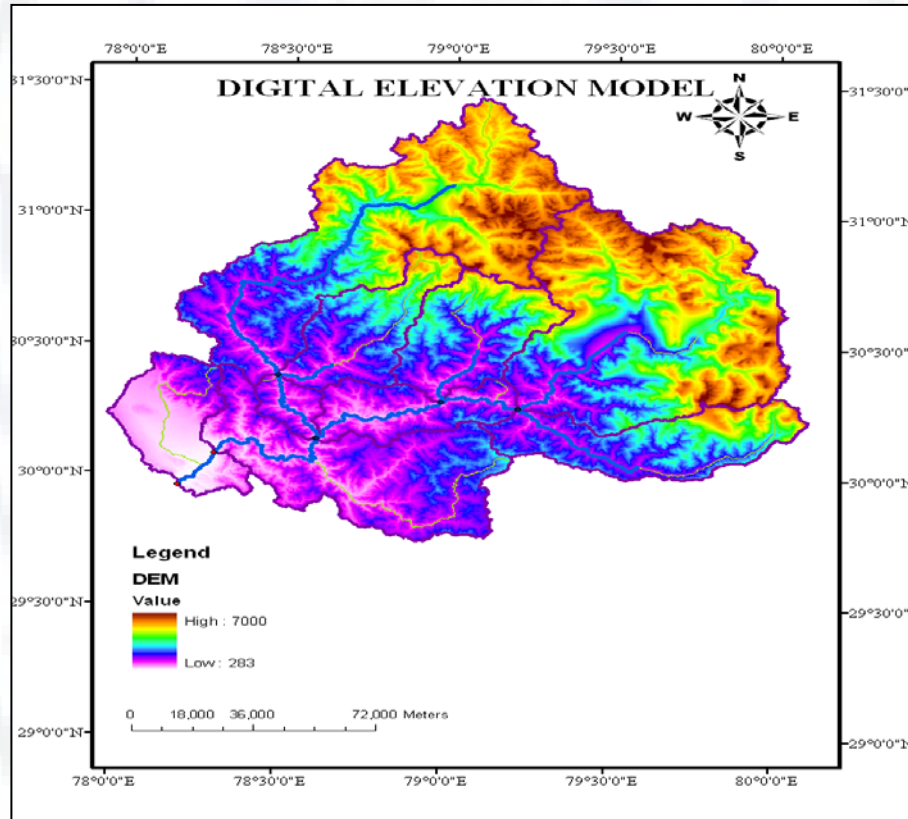 78°0'0"E 78°30'0"E 79°0'0"E 79°30'0"E 80°0'0"E
DIGITAL ELEVATION MODEL
N
W E
S
31°30'0"N 31°30'0"N
31°0'0"N 31°0'0"N
30°30'0"N 30°30'0"N
30°0'0"N 30°0'0"N
Legend
DEM
Value
High : 7000
Low : 283
29°30'0"N 29°30'0"N
0 18,000 36,000 72,000 Meters
29°0'0"N 29°0'0"N
78°0'0"E 78°30'0"E 79°0'0"E 79°30'0"E 80°0'0"E